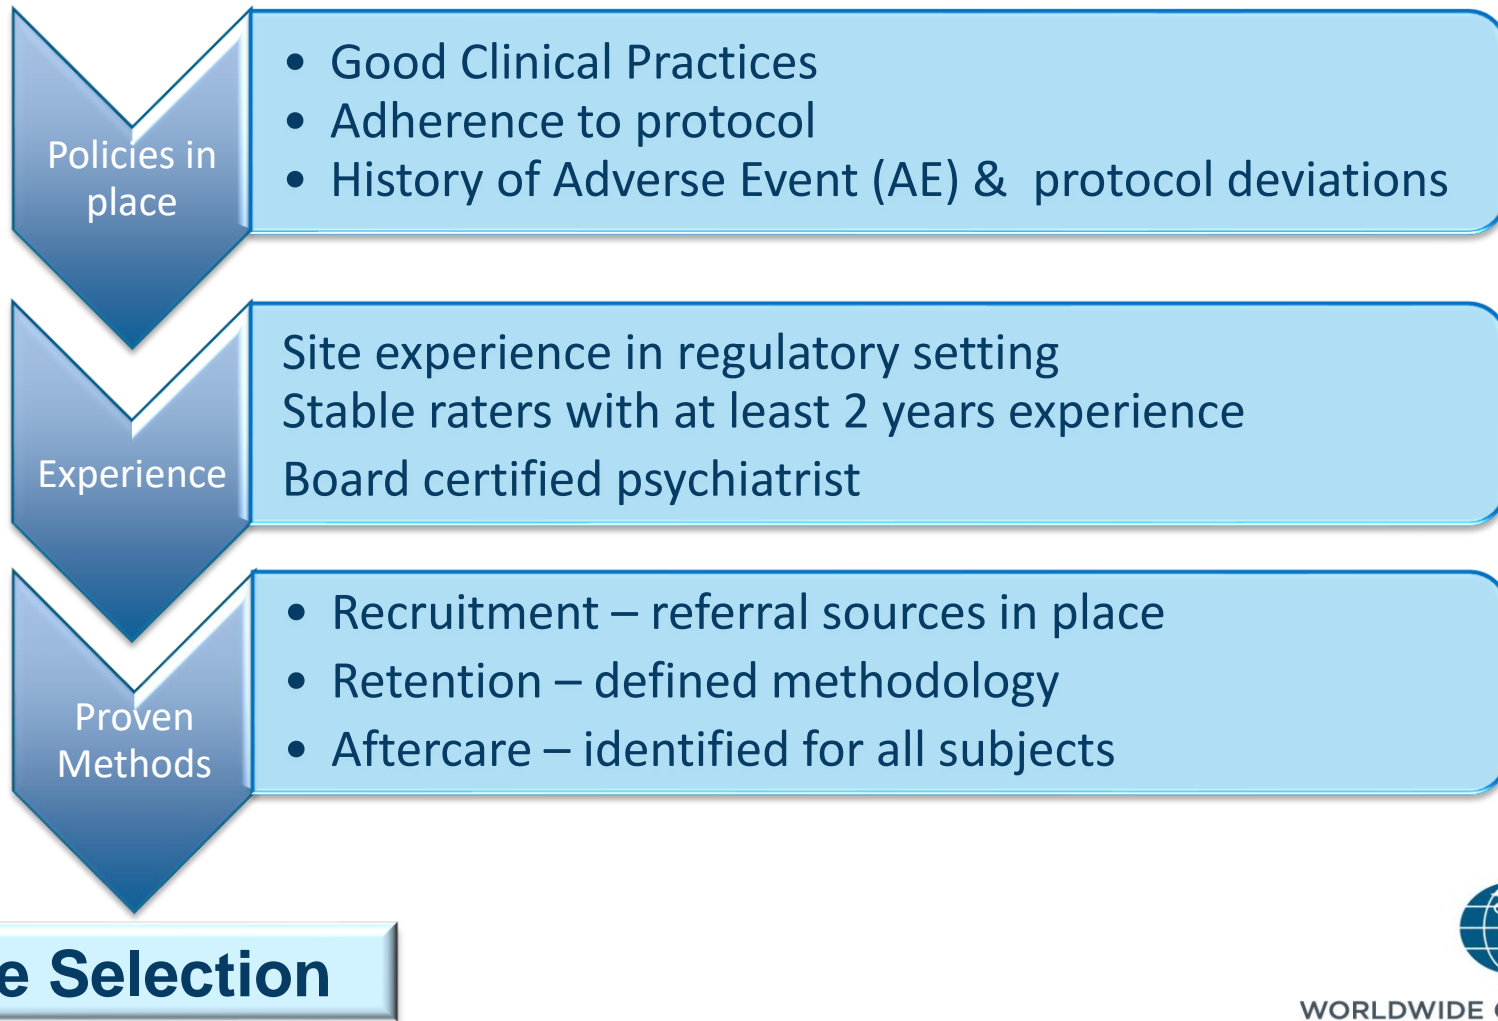 Policies in
place
• Good Clinical Practices
• Adherence to protocol
• History of Adverse Event (AE) & protocol deviations
Experience
Site experience in regulatory setting
Stable raters with at least 2 years experience
Board certified psychiatrist
Proven
Methods
• Recruitment – referral sources in place
• Retention – defined methodology
• Aftercare – identified for all subjects
e Selection
WORLDWIDE